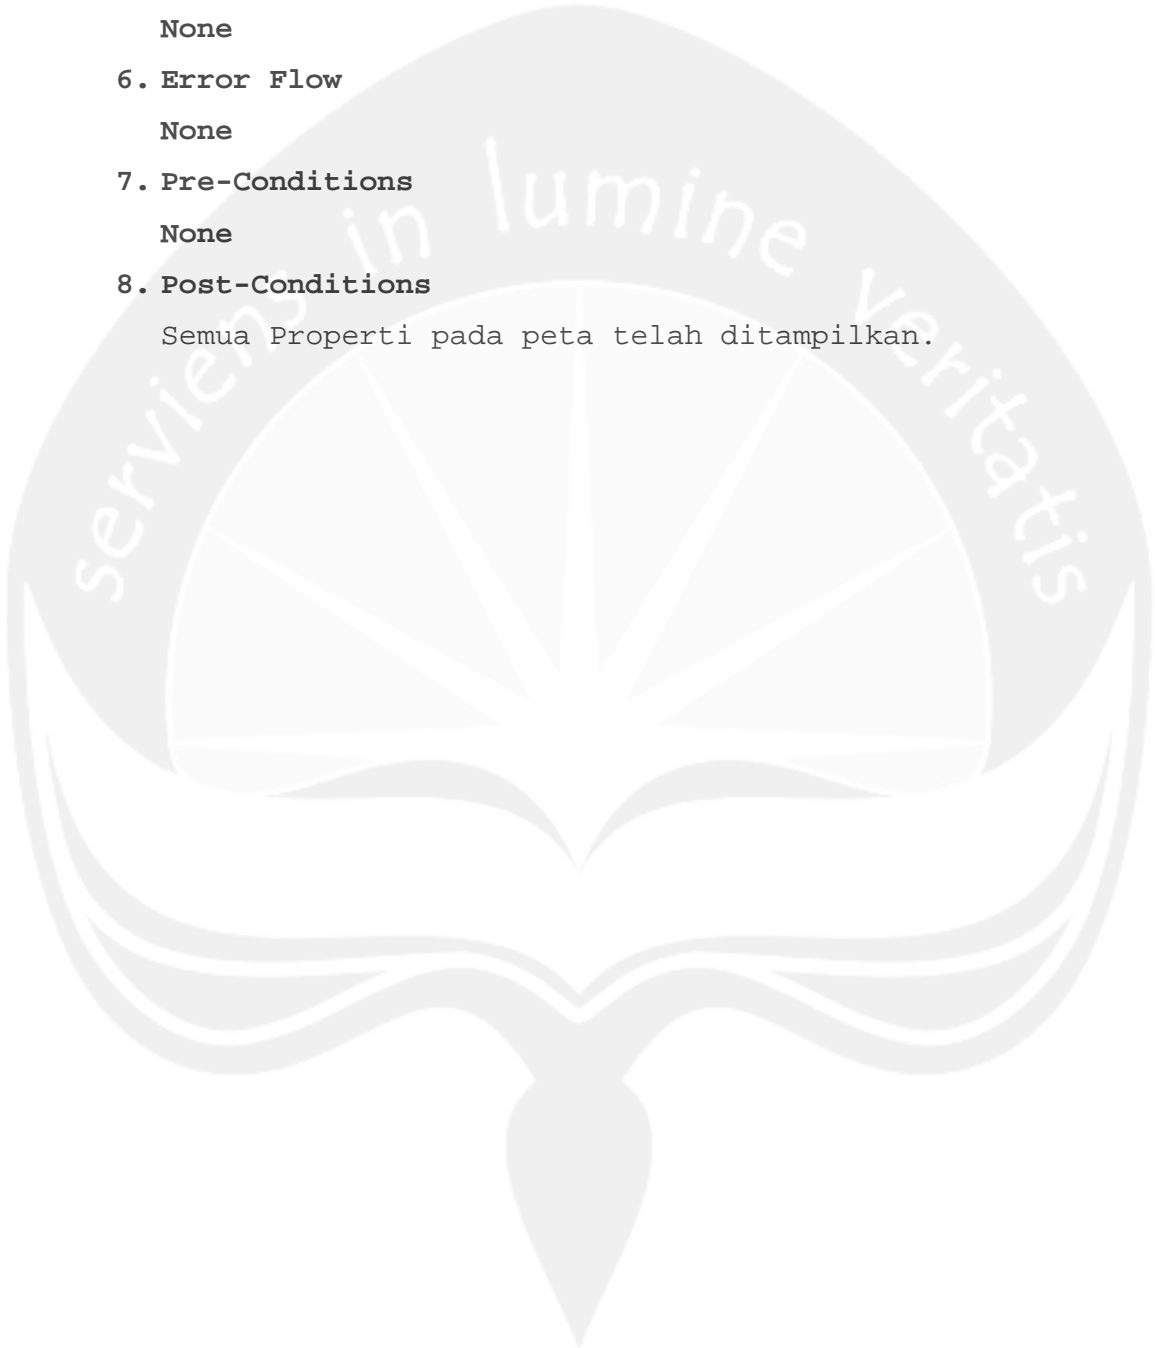 None
6. Error Flow
None
7. Pre-Conditions
None
8. Post-Conditions
Semua Properti pada peta telah ditampilkan.
serviens in lumine veritatis